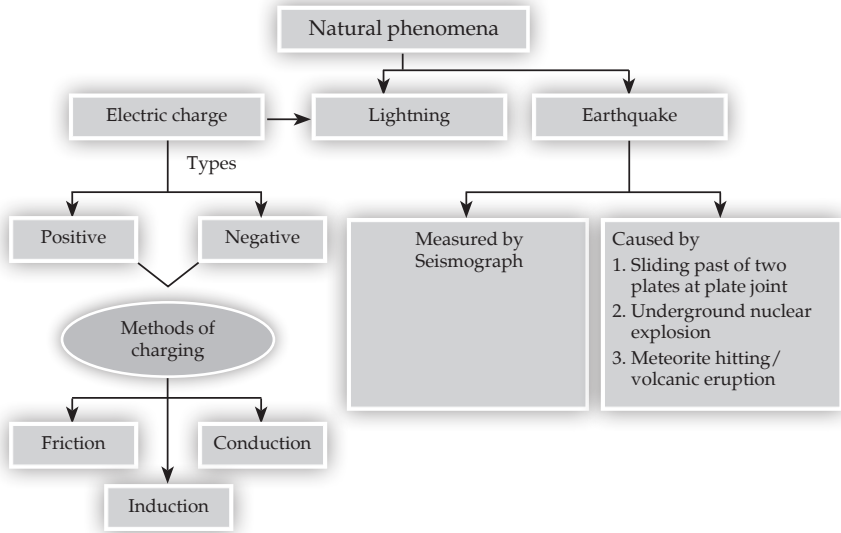 Natural phenomena
Electric charge
Lightning
Earthquake
Types
Positive
Negative
Measured by
Seismograph
Caused by
1. Sliding past of two
plates at plate joint
2. Underground nuclear
explosion
3. Meteorite hitting/
volcanic eruption
Methods of
charging
Friction
Conduction
Induction